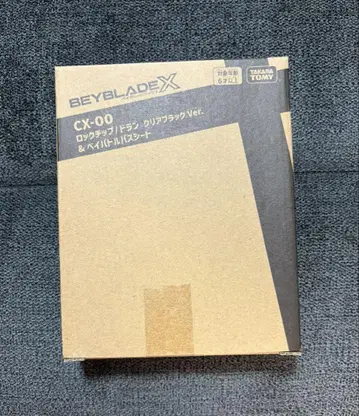 BEYBLADE X
対象年齢
6才以上
TAKARA
TOMY
CX-00
ロックチップ/ドラン クリアブラックVer.
& ベイバトルパスシート